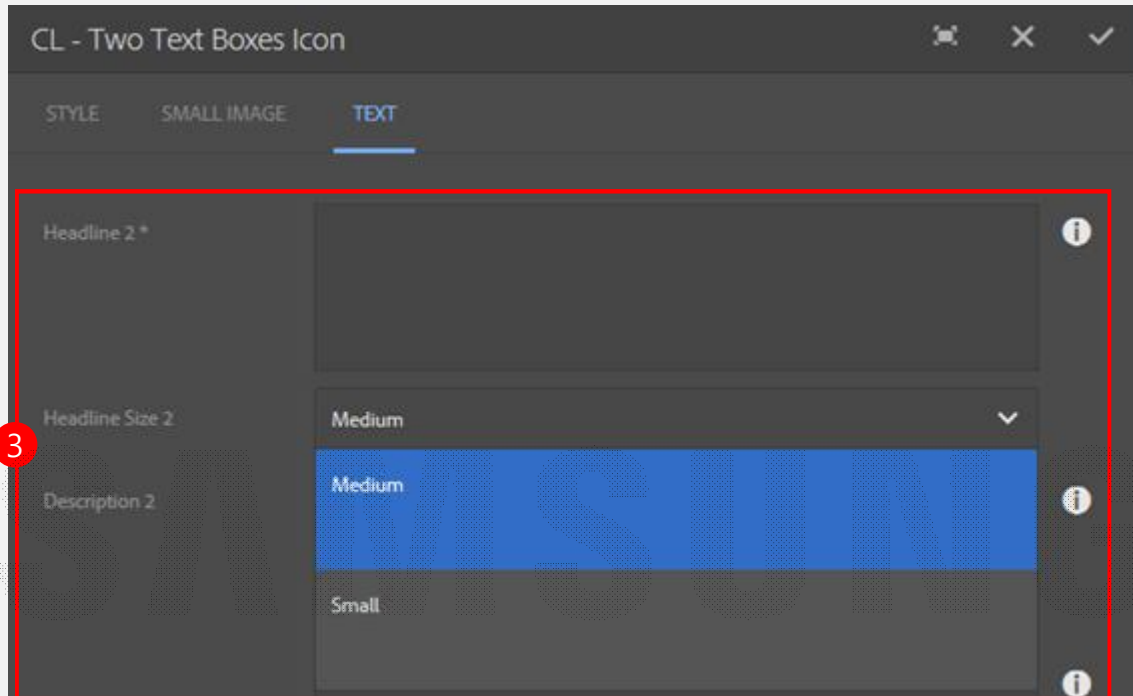 CL - Two Text Boxes Icon
STYLE SMALL IMAGE TEXT
Headline 2 *
Headline Size 2 Medium
3
Medium
Description 2
Small
SAMSUNG